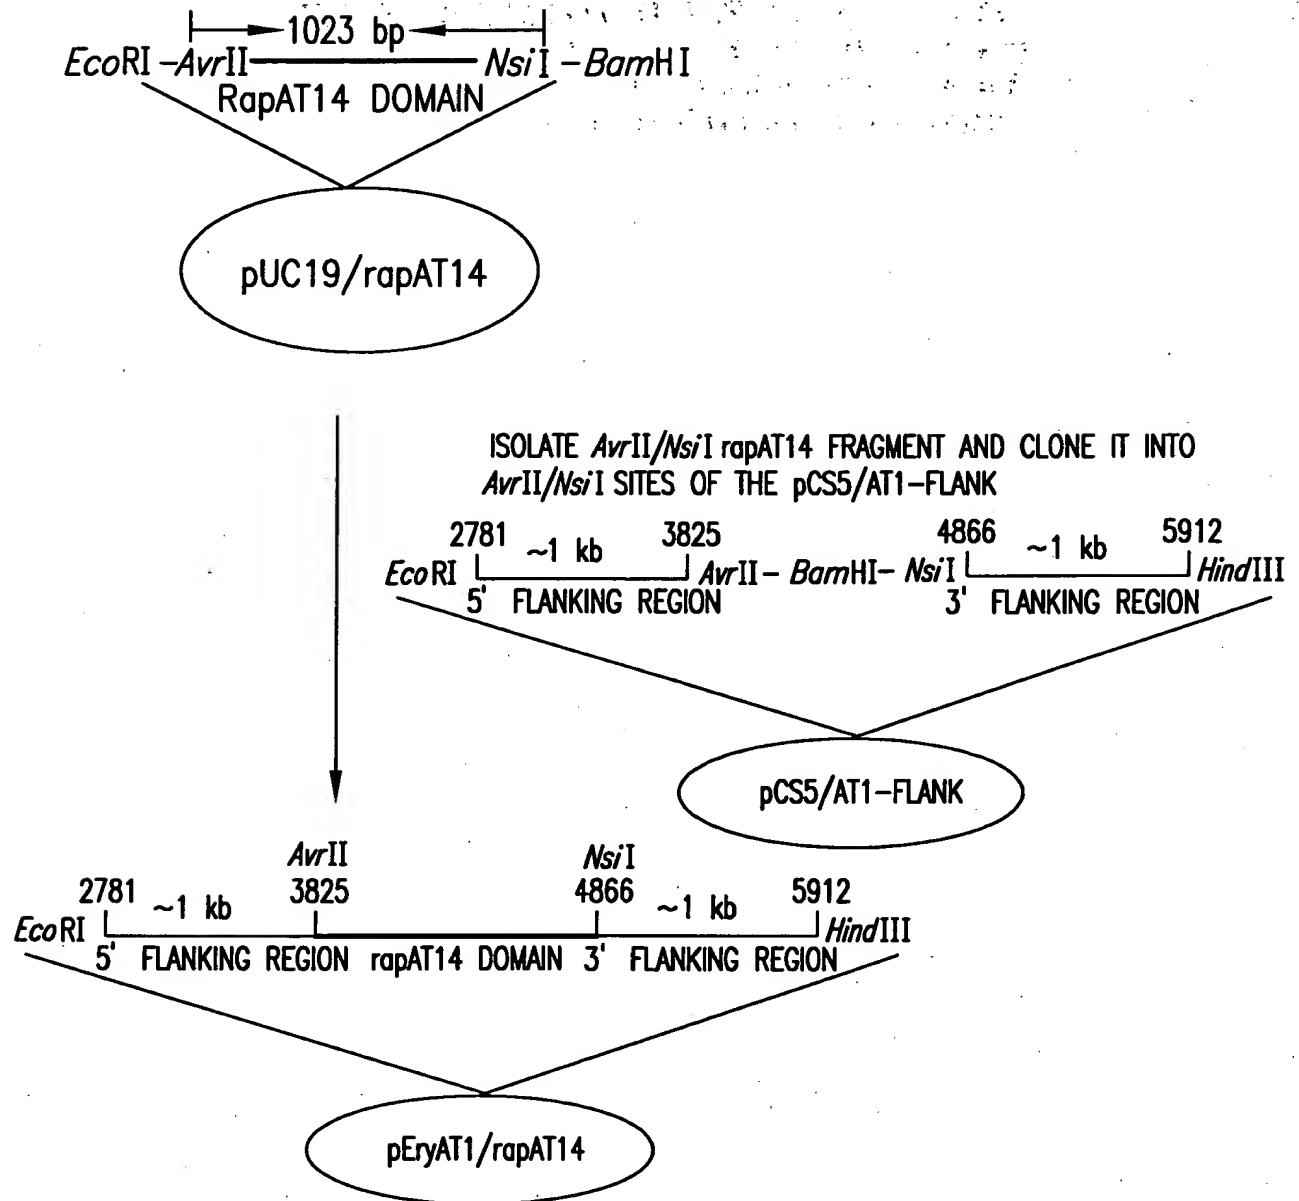 1023 bp
EcoRI-AvrII NsiI-BamHI
RapAT14 DOMAIN
pUC19/rapAT14
ISOLATE AvrII/NsiI rapAT14 FRAGMENT AND CLONE IT INTO
AvrII/NsiI SITES OF THE pCS5/AT1-FLANK
2781 ~1 kb 3825 4866 ~1 kb 5912
EcoRI AvrII- BamHI- NsiI HindIII
5' FLANKING REGION 3' FLANKING REGION
pCS5/AT1-FLANK
AvrII NsiI
2781 ~1 kb 3825 4866 ~1 kb 5912
EcoRI HindIII
5' FLANKING REGION rapAT14 DOMAIN 3' FLANKING REGION
pEryAT1/rapAT14